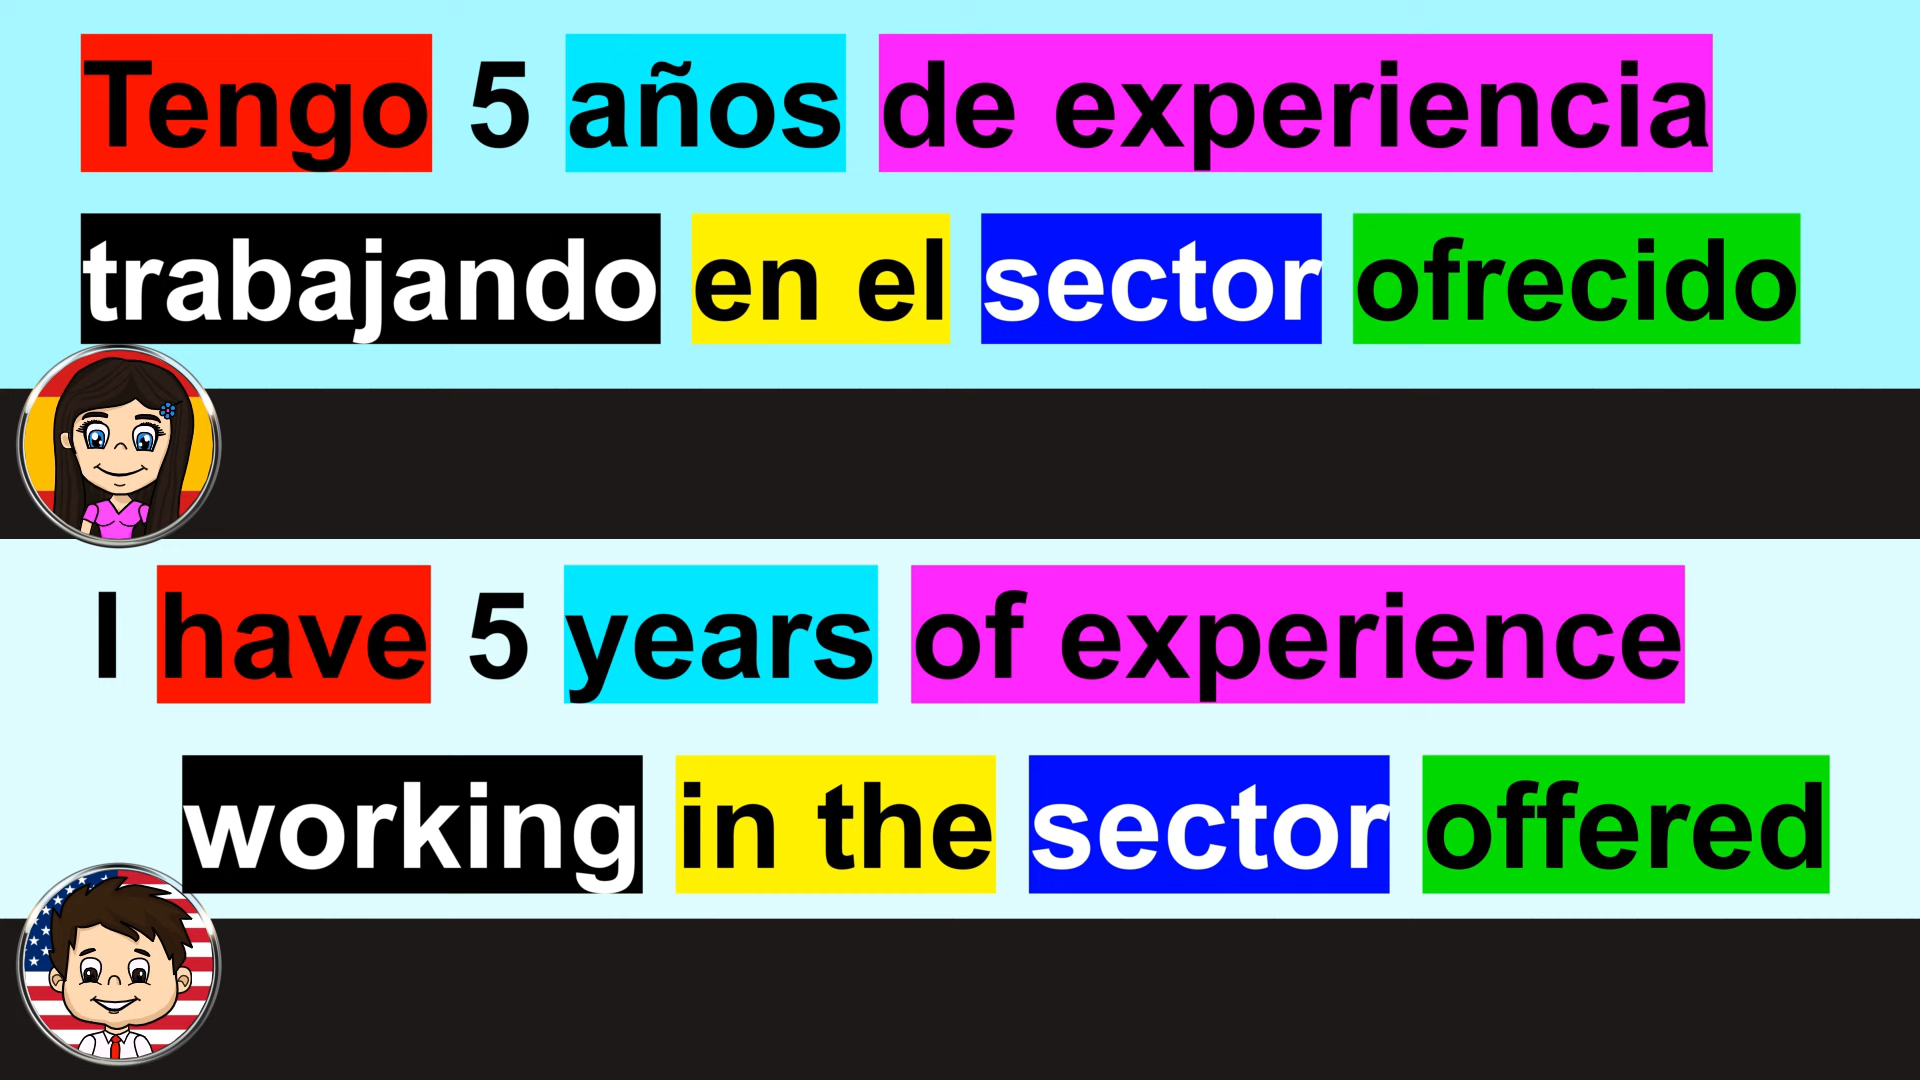 Tengo 5 años de experiencia
trabajando en el sector ofrecido
I have 5 years of experience
working in the sector offered